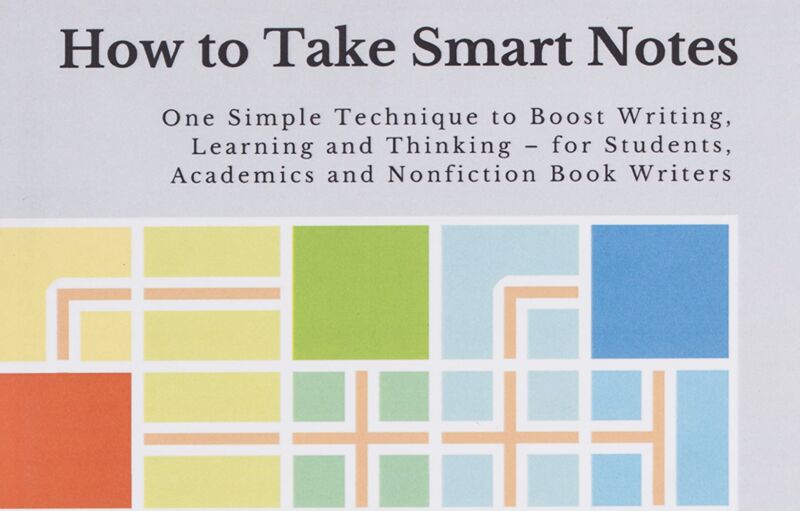 How to Take Smart Notes
One Simple Technique to Boost Writing,
Learning and Thinking – for Students,
Academics and Nonfiction Book Writers